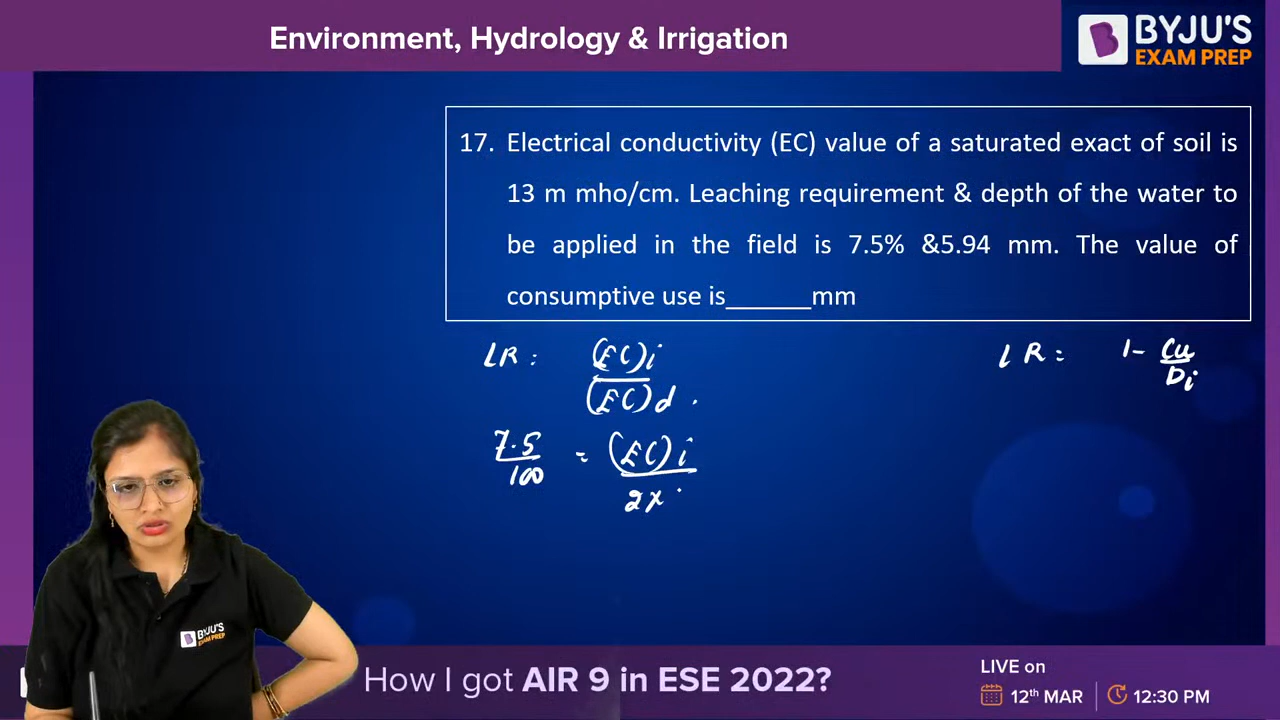 Environment, Hydrology & Irrigation
BYJU'S
EXAM PREP
17. Electrical conductivity (EC) value of a saturated exact of soil is
13 m mho/cm. Leaching requirement & depth of the water to
be applied in the field is 7.5% &5.94 mm. The value of
consumptive use is______mm
LR : (EC)i
(EC)d .
LR = 1- Cu
Di
7.5
100
= (EC)i
2x
BYJU'S
EXAM PREP
How I got AIR 9 in ESE 2022?
LIVE on
12th MAR
12:30 PM